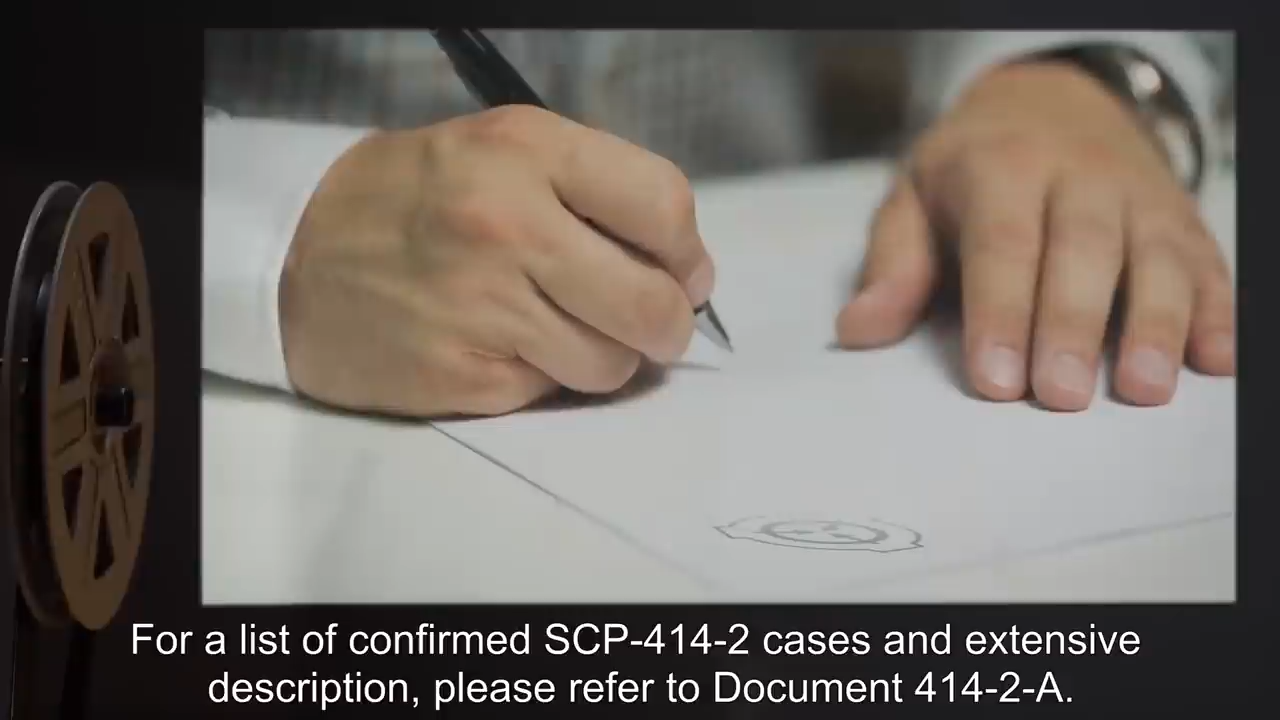 For a list of confirmed SCP-414-2 cases and extensive
description, please refer to Document 414-2-A.